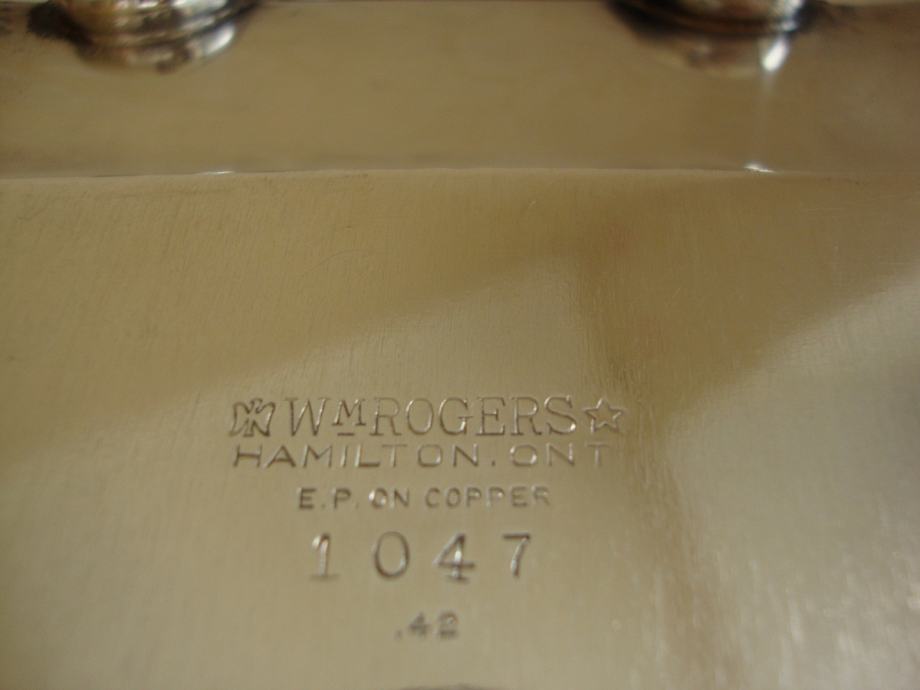 WM ROGERS
HAMILTON. ONT
E.P. ON COPPER
1047
.42